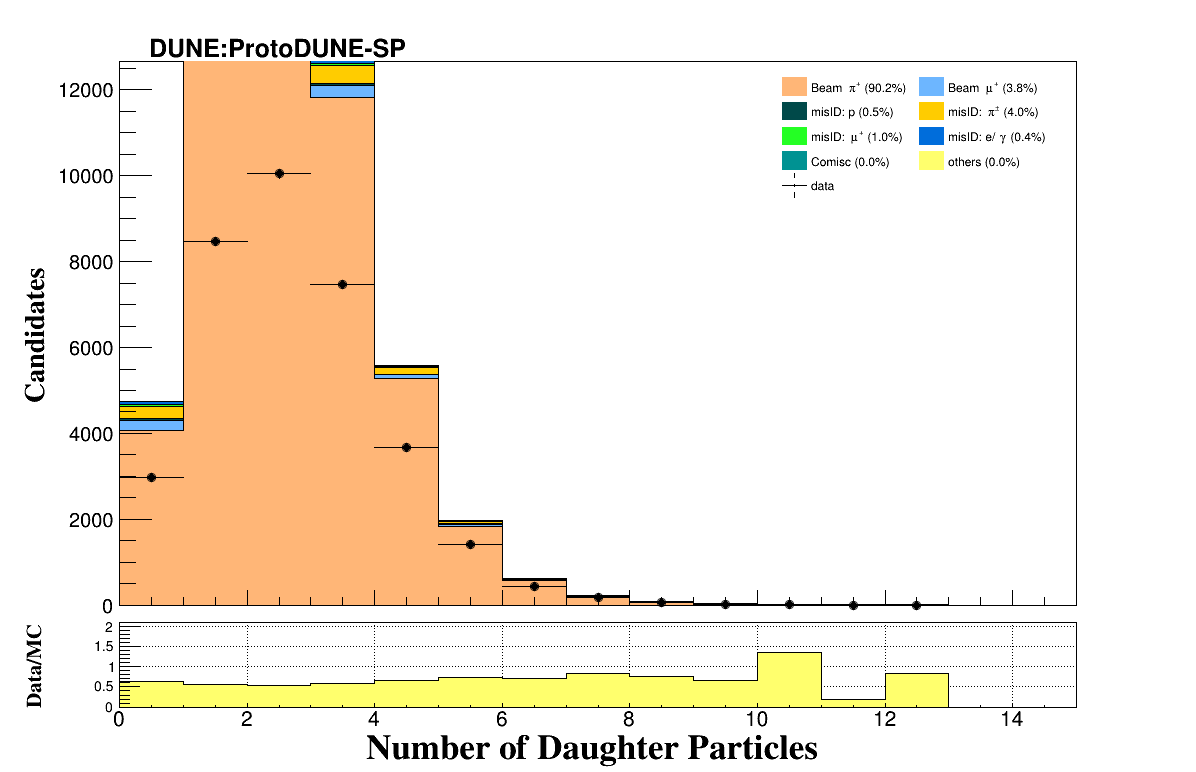 DUNE:ProtoDUNE-SP
12000
10000
8000
6000
4000
2000
0
Candidates
Beam π⁺ (90.2%)
Beam μ⁺ (3.8%)
misID: p (0.5%)
misID: π± (4.0%)
misID: μ⁺ (1.0%)
misID: e/ γ (0.4%)
Comisc (0.0%)
others (0.0%)
data
Data/MC
2
1.5
1
0.5
0
0 2 4 6 8 10 12 14
Number of Daughter Particles